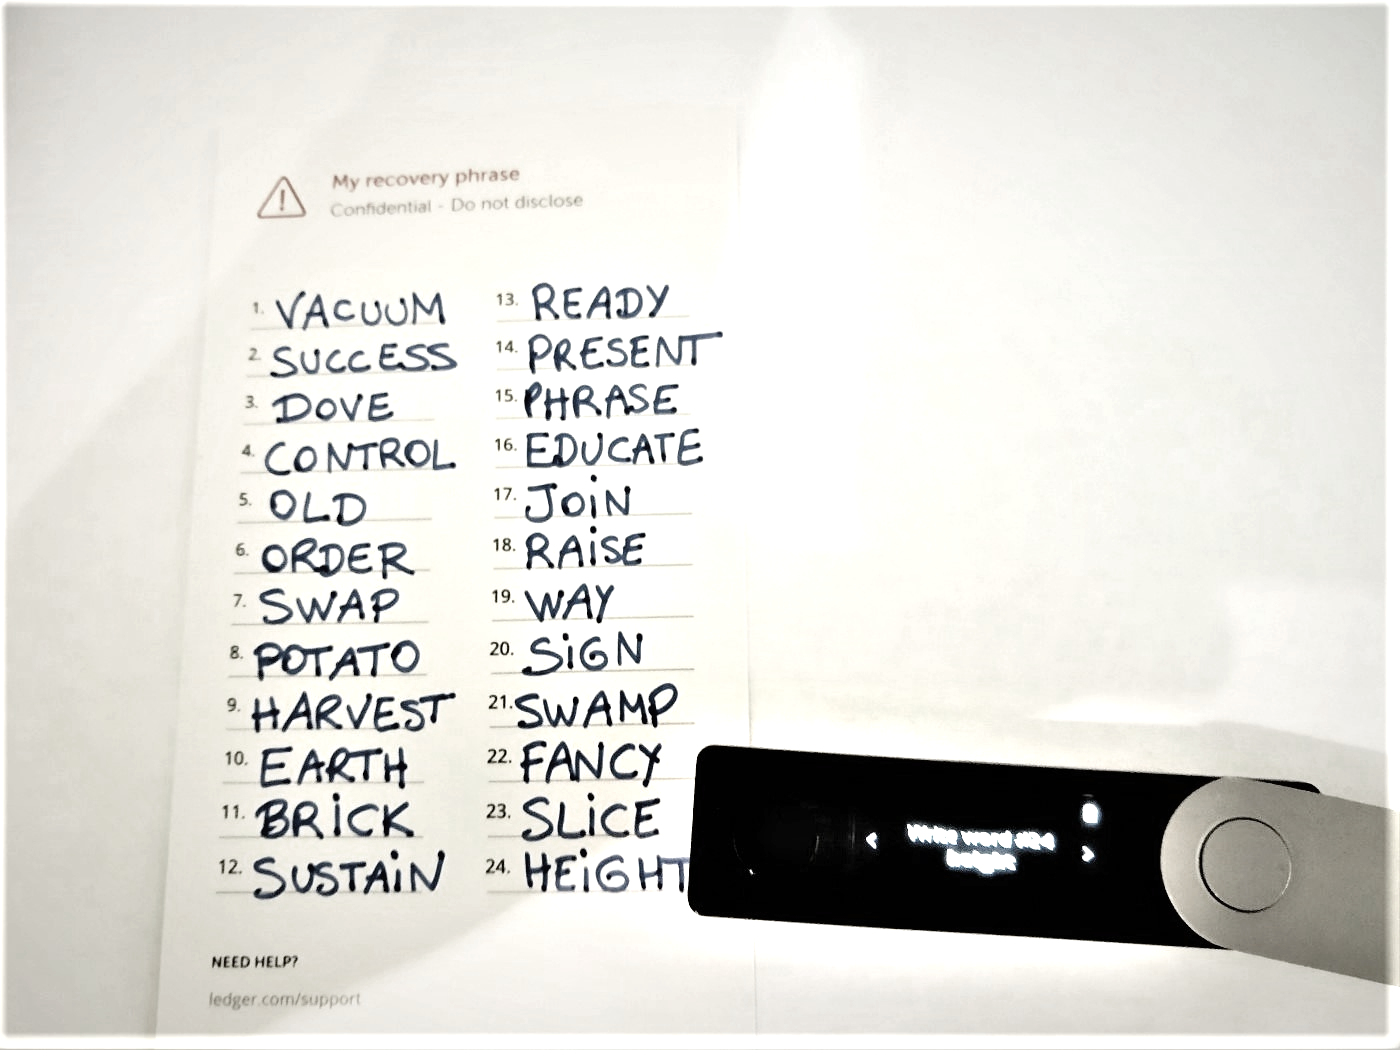 My recovery phrase
Confidential - Do not disclose
1. VACUUM
2. SUCCESS
3. DOVE
4. CONTROL
5. OLD
6. ORDER
7. SWAP
8. POTATO
9. HARVEST
10. EARTH
11. BRiCK
12. SUSTAiN
13. READY
14. PRESENT
15. PHRASE
16. EDUCATE
17. JOiN
18. RAiSE
19. WAY
20. SiGN
21. SWAMP
22. FANCY
23. SLiCE
24. HEiGHT
NEED HELP?
ledger.com/support